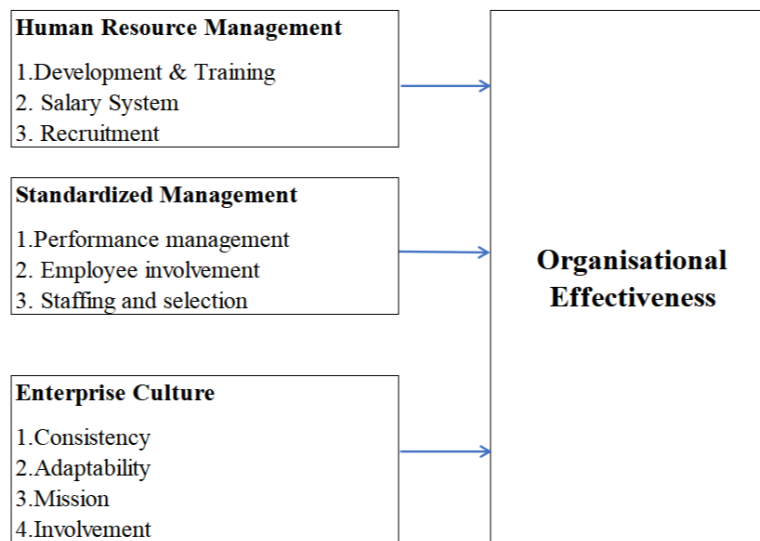 Human Resource Management
1.Development & Training
2. Salary System
3. Recruitment
Standardized Management
1.Performance management
2. Employee involvement
3. Staffing and selection
Enterprise Culture
1.Consistency
2.Adaptability
3.Mission
4.Involvement
Organisational
Effectiveness